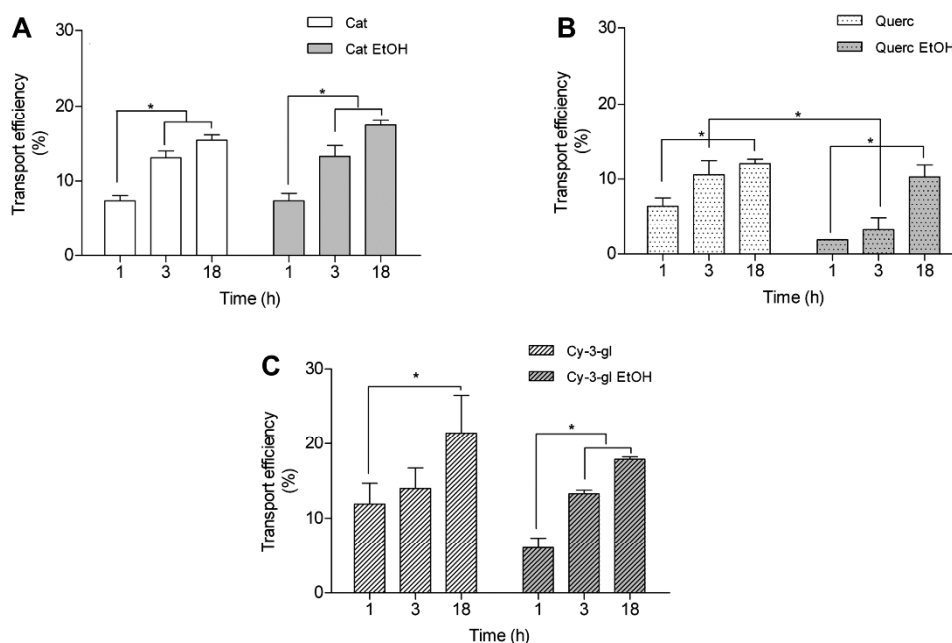 A
Cat
Cat EtOH
Transport efficiency
(%)
30
20
10
0
*
*
1 3 18 1 3 18
Time (h)
B
Querc
Querc EtOH
Transport efficiency
(%)
30
20
10
0
*
*
*
1 3 18 1 3 18
Time (h)
C
Cy-3-gl
Cy-3-gl EtOH
Transport efficiency
(%)
30
20
10
0
*
*
1 3 18 1 3 18
Time (h)